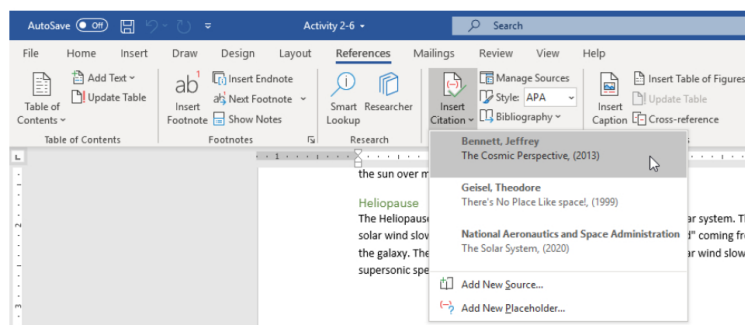 AutoSave Off Activity 2-6 Search
File Home Insert Draw Design Layout References Mailings Review View Help
Table of Contents
Add Text
Update Table
Table of Contents
ab1
Insert Footnote
Insert Endnote
Next Footnote
Show Notes
Footnotes
Smart Lookup
Researcher
Research
Insert Citation
Manage Sources
Style: APA
Bibliography
Insert Caption
Insert Table of Figures
Update Table
Cross-reference
Bennett, Jeffrey
The Cosmic Perspective, (2013)
Geisel, Theodore
There's No Place Like space!, (1999)
National Aeronautics and Space Administration
The Solar System, (2020)
Add New Source...
Add New Placeholder...
the sun over
Heliopause
The Heliopause ar system.
solar wind " coming
the galaxy. The ar wind slow
supersonic